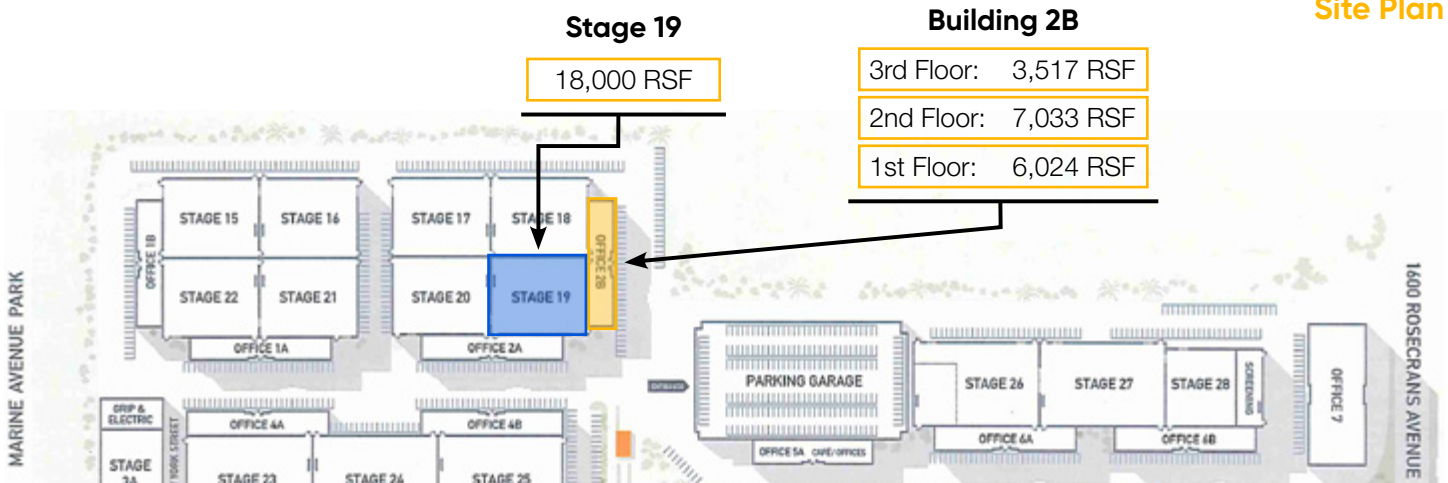 Site Plan
Stage 19
18,000 RSF
Building 2B
3rd Floor: 3,517 RSF
2nd Floor: 7,033 RSF
1st Floor: 6,024 RSF
MARINE AVENUE PARK
OFFICE 1B
STAGE 15
STAGE 16
STAGE 17
STAGE 18
OFFICE 2B
STAGE 22
STAGE 21
STAGE 20
STAGE 19
OFFICE 1A
OFFICE 2A
PARKING GARAGE
STAGE 26
STAGE 27
STAGE 28
SCREENING
OFFICE 7
1600 ROSECRANS AVENUE
GRIP &
ELECTRIC
OFFICE 4A
OFFICE 4B
OFFICE 5A CAFE/OFFICES
OFFICE 6A
OFFICE 6B
YORK STREET
STAGE
STAGE 23
STAGE 24
STAGE 25